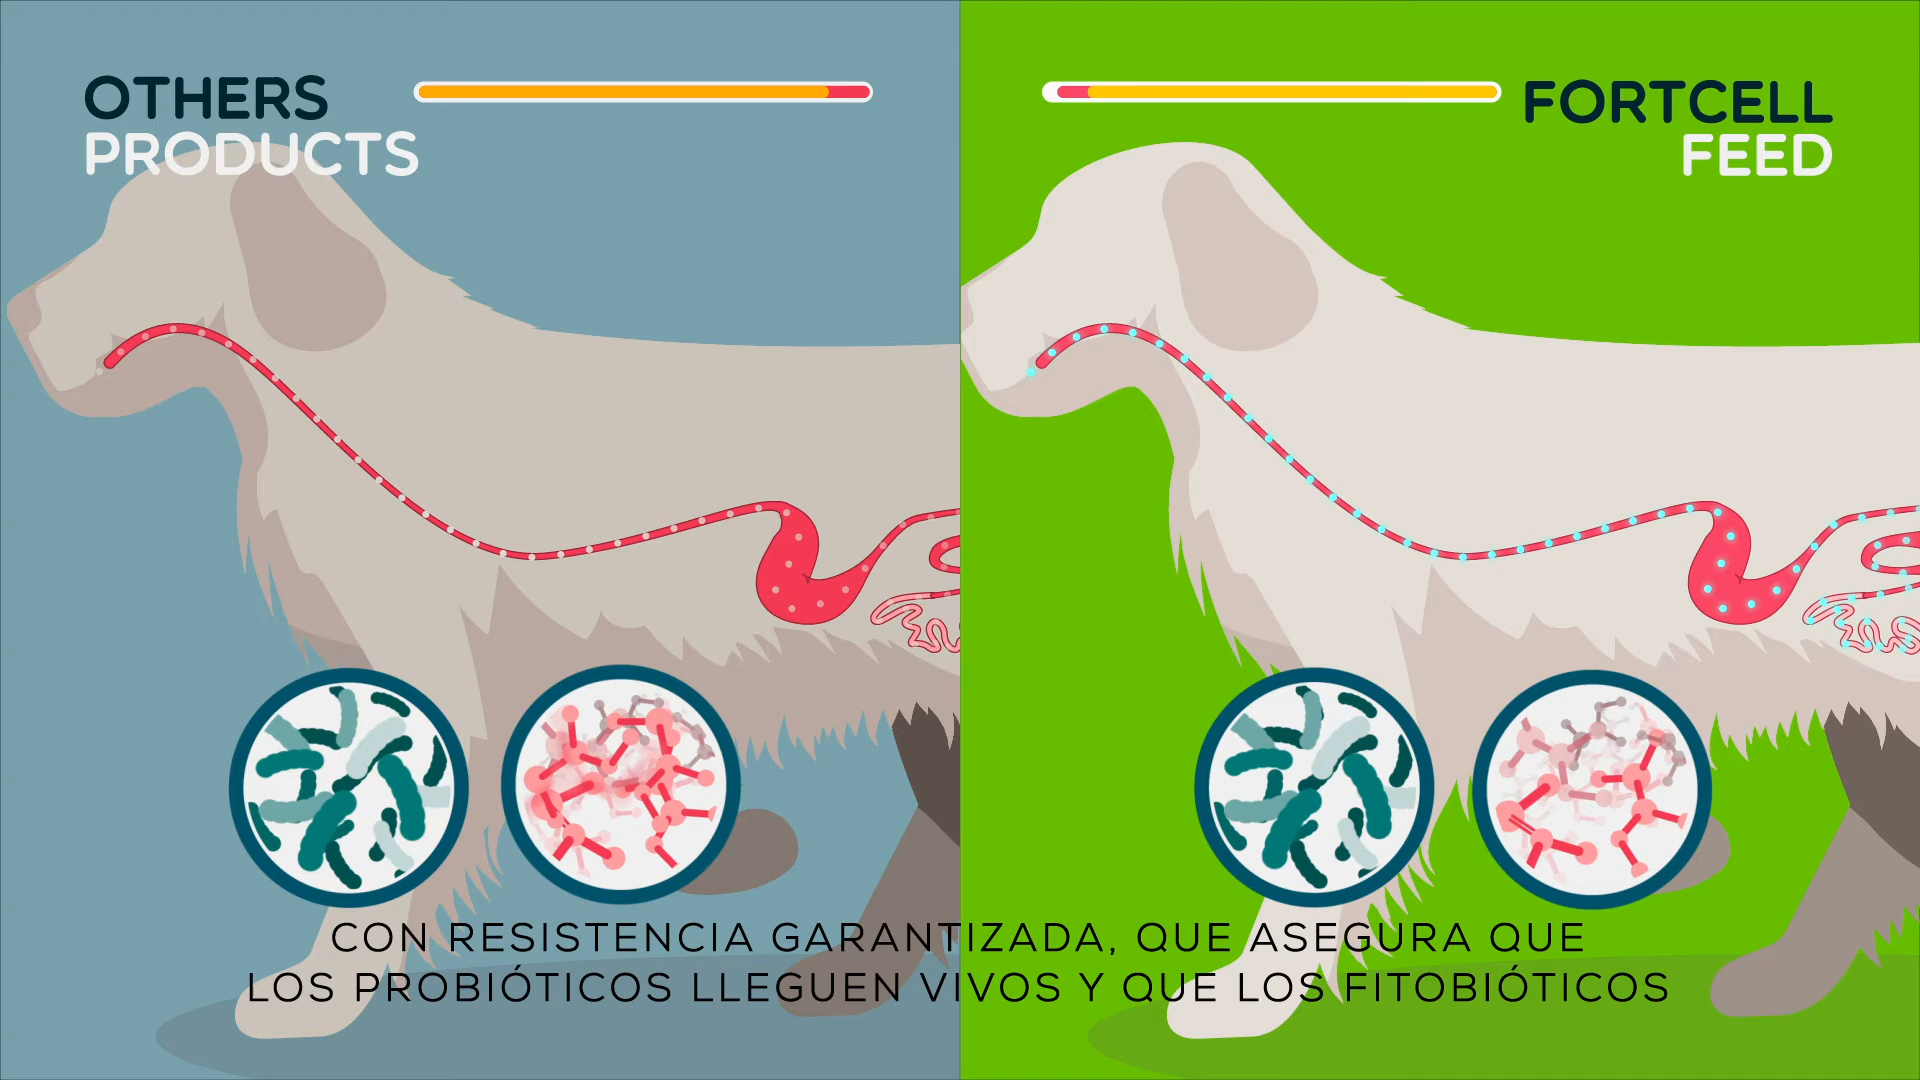 OTHERS
PRODUCTS
FORTCELL
FEED
CON RESISTENCIA GARANTIZADA, QUE ASEGURA QUE
LOS PROBIÓTICOS LLEGUEN VIVOS Y QUE LOS FITOBIÓTICOS